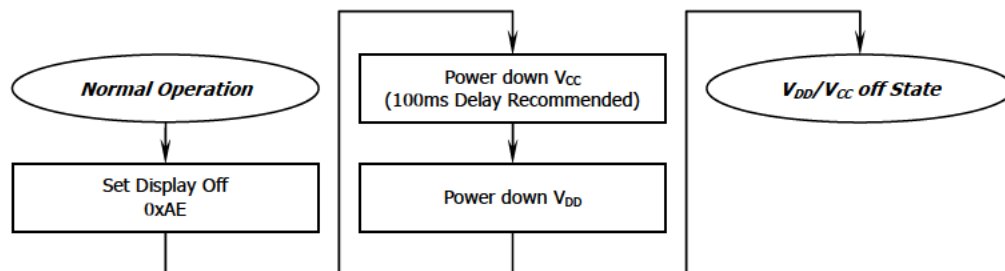 Normal Operation
Set Display Off
0xAE
Power down VCC
(100ms Delay Recommended)
Power down VDD
VDD/VCC off State